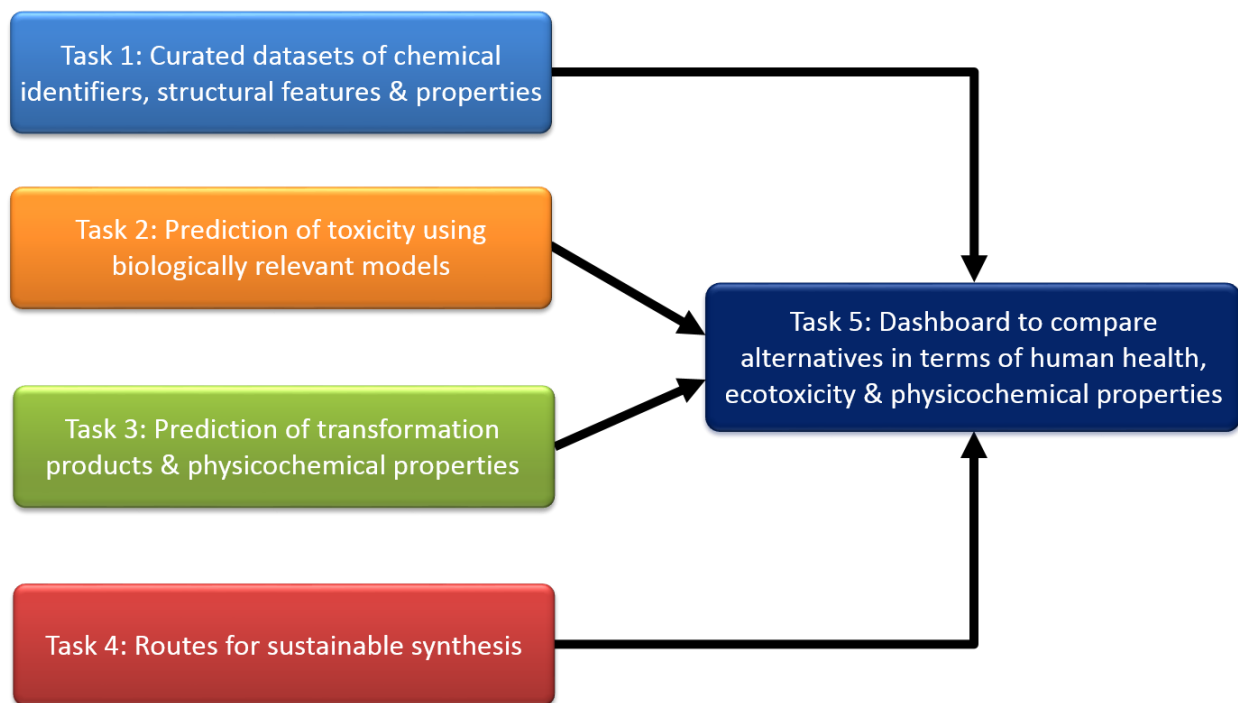 Task 1: Curated datasets of chemical
identifiers, structural features & properties
Task 2: Prediction of toxicity using
biologically relevant models
Task 3: Prediction of transformation
products & physicochemical properties
Task 4: Routes for sustainable synthesis
Task 5: Dashboard to compare
alternatives in terms of human health,
ecotoxicity & physicochemical properties